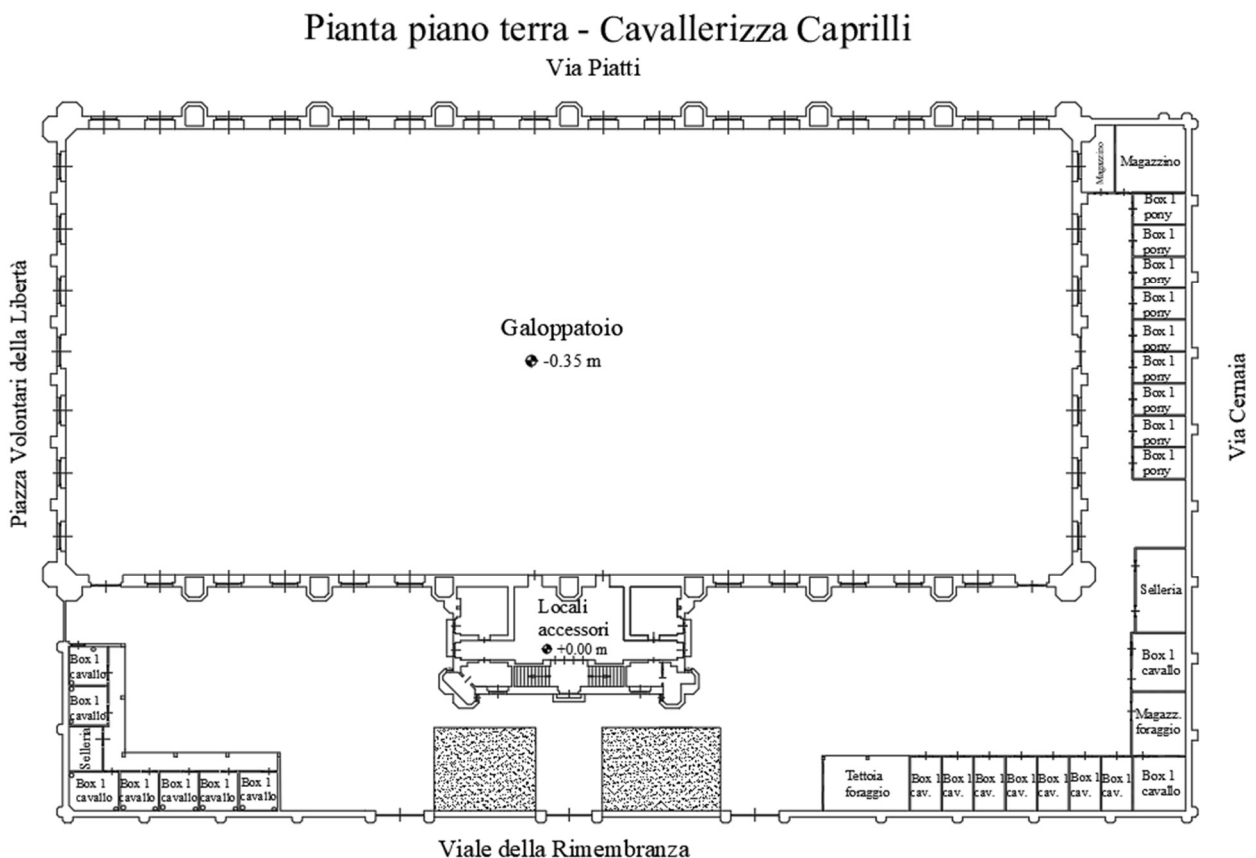 Pianta piano terra - Cavallerizza Caprilli
Via Piatti
Piazza Volontari della Libertà
Via Cernaia
Magazzino
Magazzino
Box 1
pony
Box 1
pony
Box 1
pony
Box 1
pony
Box 1
pony
Box 1
pony
Box 1
pony
Box 1
pony
Box 1
pony
Galoppatoio
-0.35 m
Locali
accessori
+0.00 m
Selleria
Box 1
cavallo
Magazz.
foraggio
Box 1
cavallo
Box 1
cavallo
Selleria
Box 1
cavallo
Box 1
cavallo
Box 1
cavallo
Box 1
cavallo
Box 1
cavallo
Tettoia
foraggio
Box 1
cav.
Box 1
cav.
Box 1
cav.
Box 1
cav.
Box 1
cav.
Box 1
cav.
Box 1
cav.
Box 1
cavallo
Viale della Rimembranza